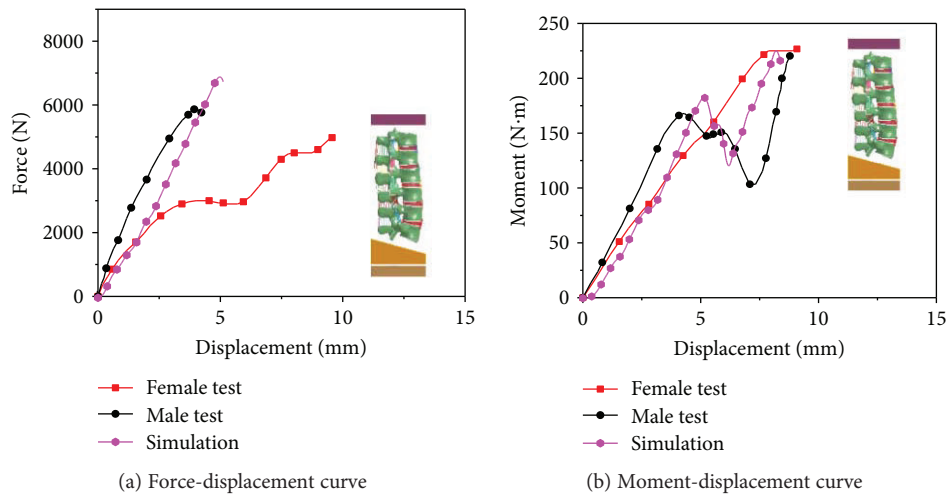 8000
6000
4000
2000
0
Force (N)
0 5 10 15
Displacement (mm)
Female test
Male test
Simulation
(a) Force-displacement curve
250
200
150
100
50
0
Moment (N·m)
0 5 10 15
Displacement (mm)
Female test
Male test
Simulation
(b) Moment-displacement curve